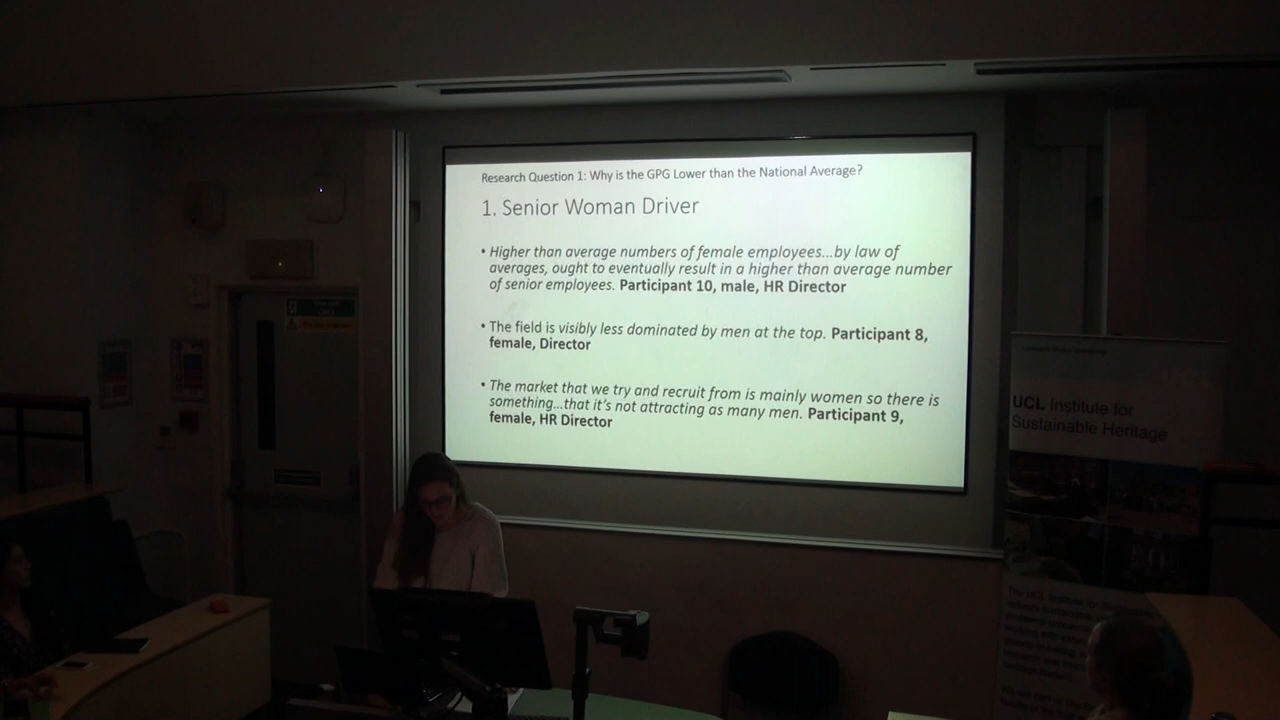 Research Question 1: Why is the GPG Lower than the National Average?
1. Senior Woman Driver
• Higher than average numbers of female employees...by law of
averages, ought to eventually result in a higher than average number
of senior employees. Participant 10, male, HR Director
• The field is visibly less dominated by men at the top. Participant 8,
female, Director
• The market that we try and recruit from is mainly women so there is
something...that it's not attracting as many men. Participant 9,
female, HR Director
UCL Institute for
Sustainable Heritage
The UCL Institute for